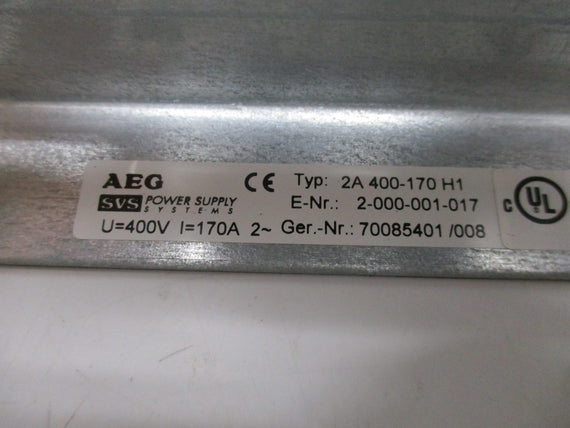 AEG CE Typ: 2A 400-170 H1
SVS POWER SUPPLY SYSTEMS E-Nr.: 2-000-001-017
U=400V I=170A 2~ Ger.-Nr.: 70085401 /008
c UL